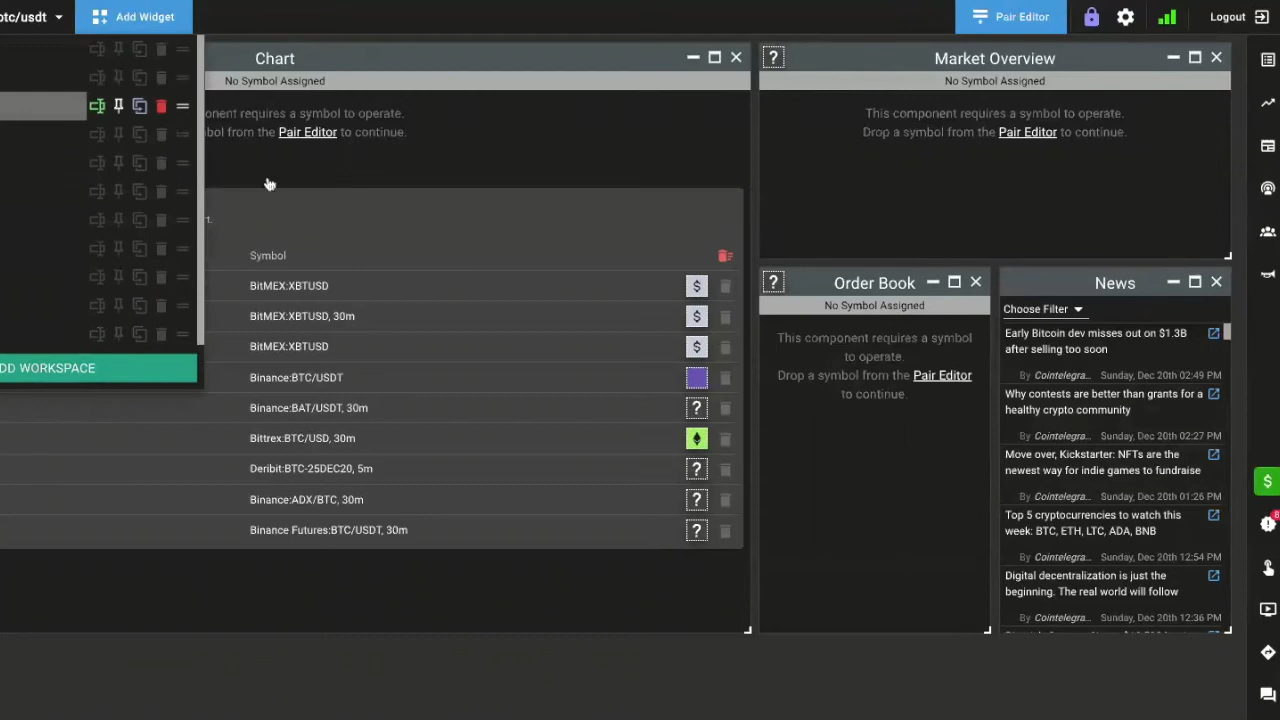 btc/usdt
Add Widget
Pair Editor
Logout
Chart
No Symbol Assigned
component requires a symbol to operate.
bol from the Pair Editor to continue.
rt.
Symbol
BitMEX:XBTUSD
$
BitMEX:XBTUSD, 30m
$
BitMEX:XBTUSD
$
Binance:BTC/USDT
Binance:BAT/USDT, 30m
?
Bittrex:BTC/USD, 30m
Deribit:BTC-25DEC20, 5m
?
Binance:ADX/BTC, 30m
?
Binance Futures:BTC/USDT, 30m
?
DD WORKSPACE
?
Market Overview
No Symbol Assigned
This component requires a symbol to operate.
Drop a symbol from the Pair Editor to continue.
?
Order Book
No Symbol Assigned
This component requires a symbol
to operate.
Drop a symbol from the Pair Editor
to continue.
News
Choose Filter
Early Bitcoin dev misses out on $1.3B
after selling too soon
By Cointelegra... Sunday, Dec 20th 02:49 PM
Why contests are better than grants for a
healthy crypto community
By Cointelegra... Sunday, Dec 20th 02:27 PM
Move over, Kickstarter: NFTs are the
newest way for indie games to fundraise
By Cointelegra... Sunday, Dec 20th 01:26 PM
Top 5 cryptocurrencies to watch this
week: BTC, ETH, LTC, ADA, BNB
By Cointelegra... Sunday, Dec 20th 12:54 PM
Digital decentralization is just the
beginning. The real world will follow
By Cointelegra... Sunday, Dec 20th 12:36 PM
$
8